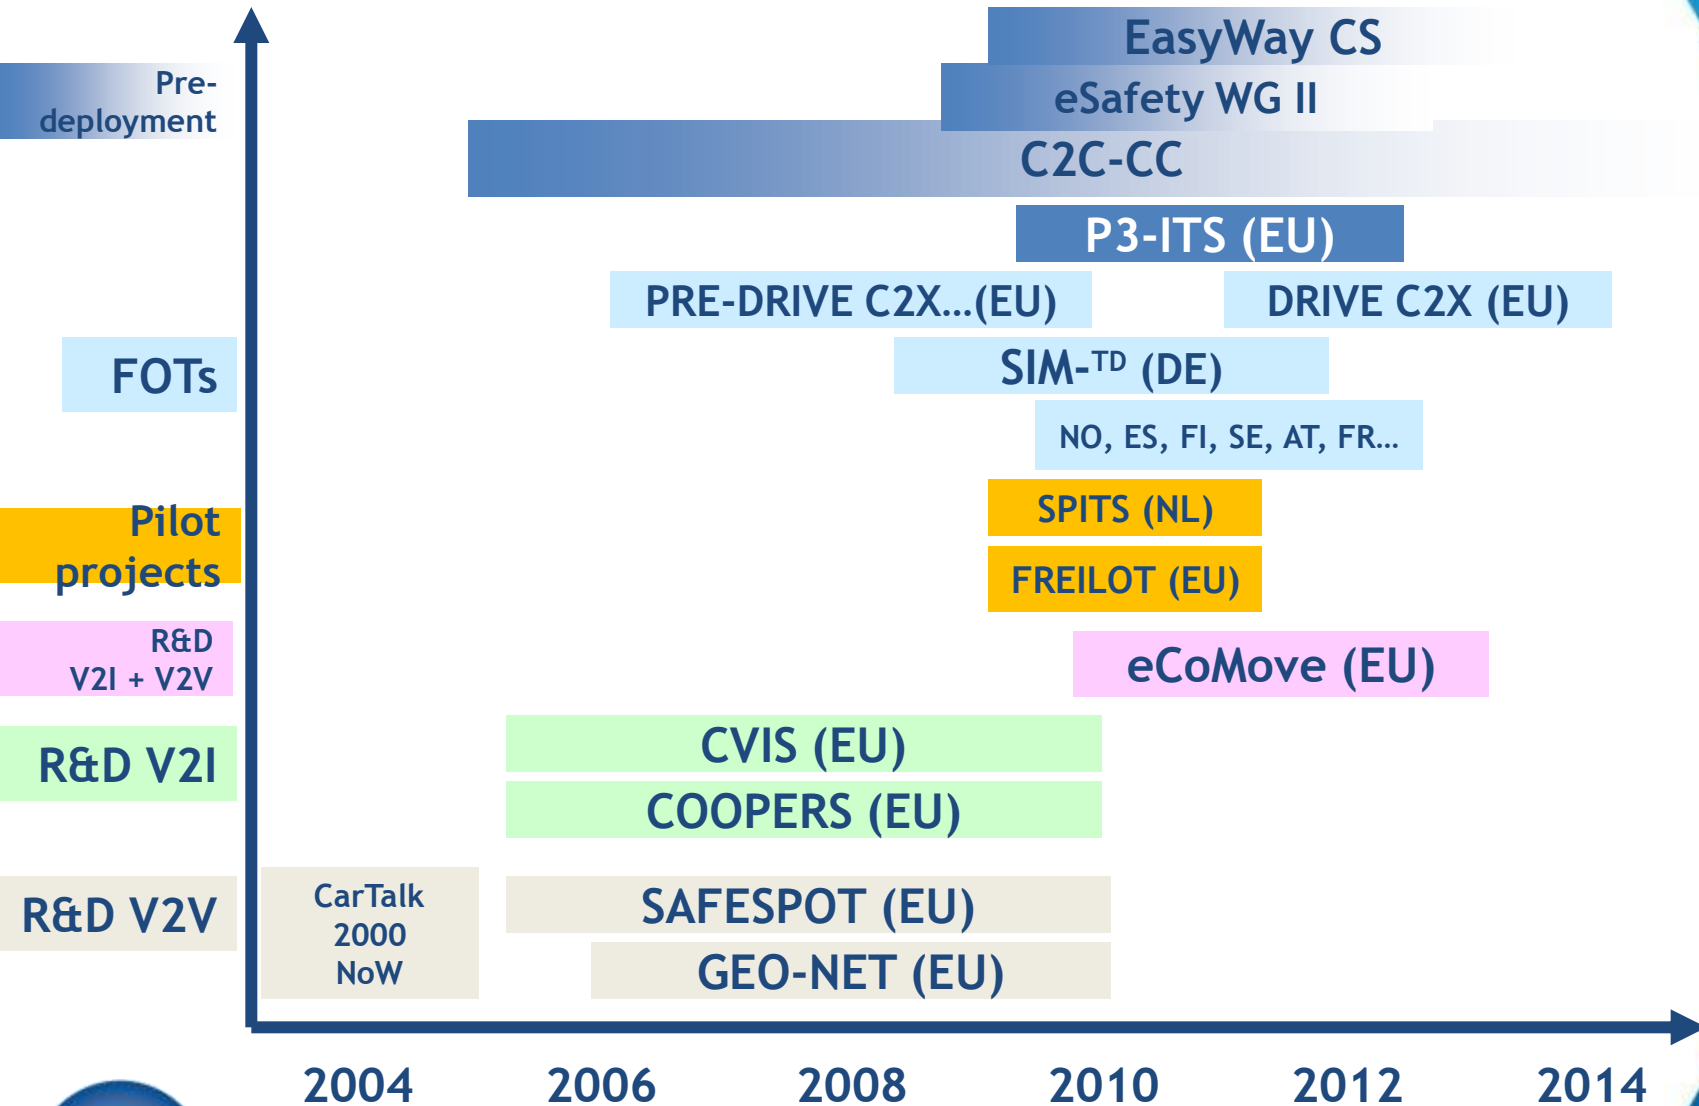 EasyWay CS
Pre-
deployment
eSafety WG II
C2C-CC
P3-ITS (EU)
PRE-DRIVE C2X…(EU)
DRIVE C2X (EU)
FOTs
SIM-TD (DE)
NO, ES, FI, SE, AT, FR…
Pilot
projects
SPITS (NL)
FREILOT (EU)
R&D
V2I + V2V
eCoMove (EU)
R&D V2I
CVIS (EU)
COOPERS (EU)
R&D V2V
CarTalk
2000
NoW
SAFESPOT (EU)
GEO-NET (EU)
2004 2006 2008 2010 2012 2014